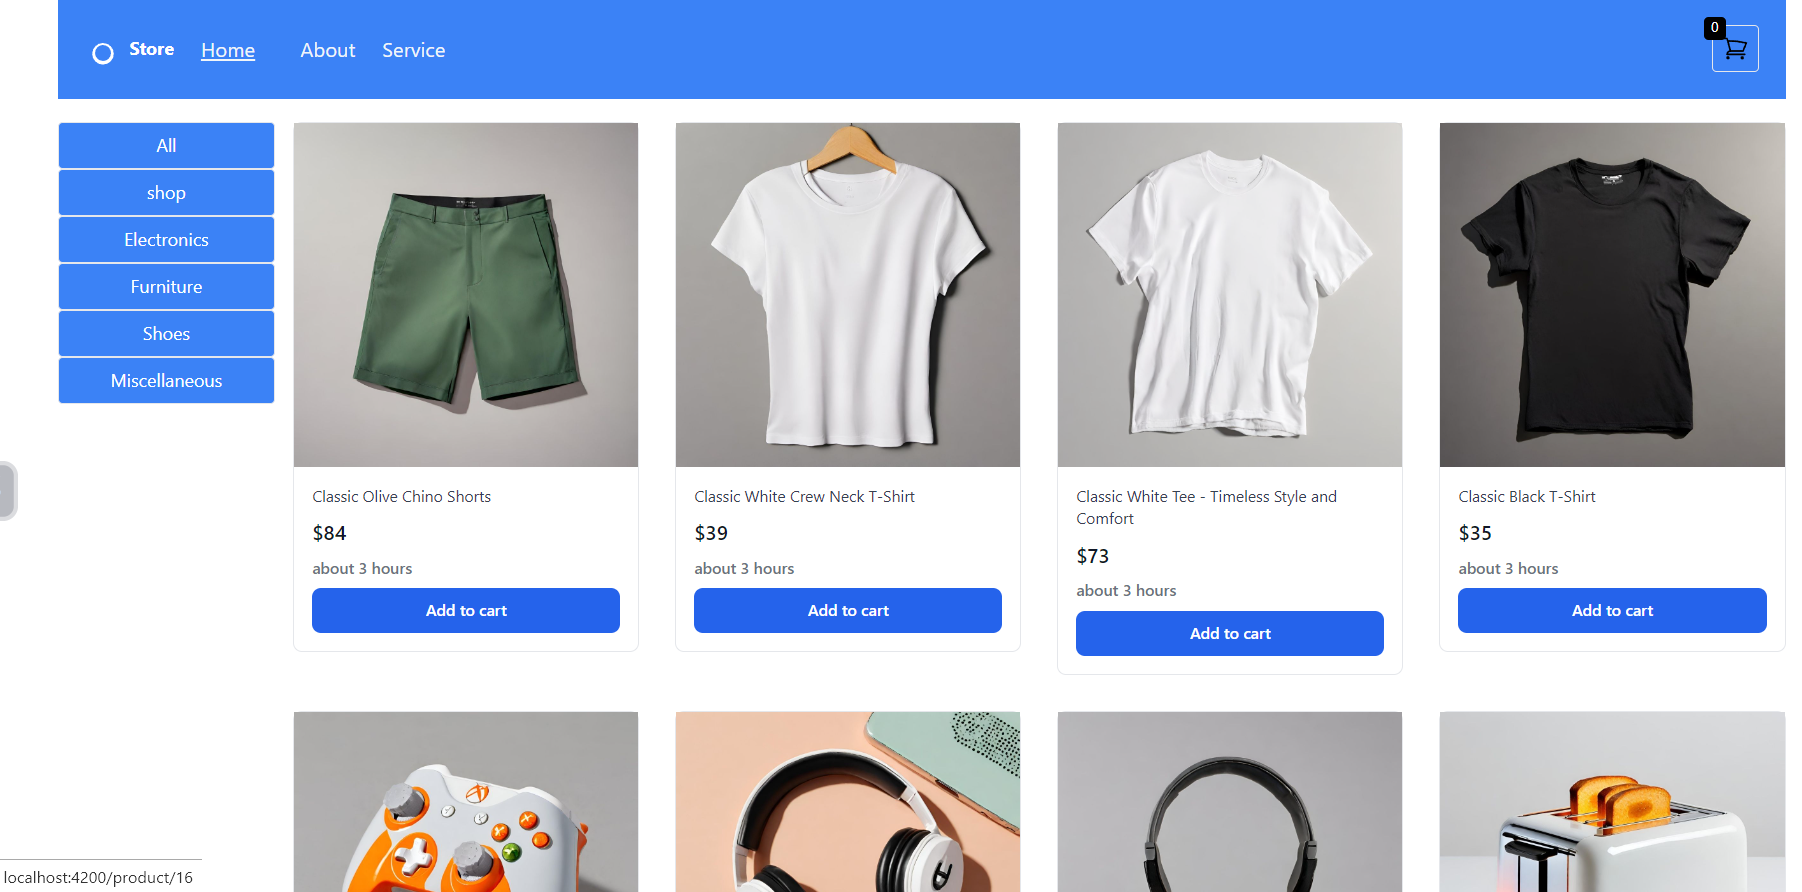 Store
Home
About
Service
0
All
shop
Electronics
Furniture
Shoes
Miscellaneous
Classic Olive Chino Shorts
$84
about 3 hours
Add to cart
Classic White Crew Neck T-Shirt
$39
about 3 hours
Add to cart
Classic White Tee - Timeless Style and
Comfort
$73
about 3 hours
Add to cart
Classic Black T-Shirt
$35
about 3 hours
Add to cart
localhost:4200/product/16